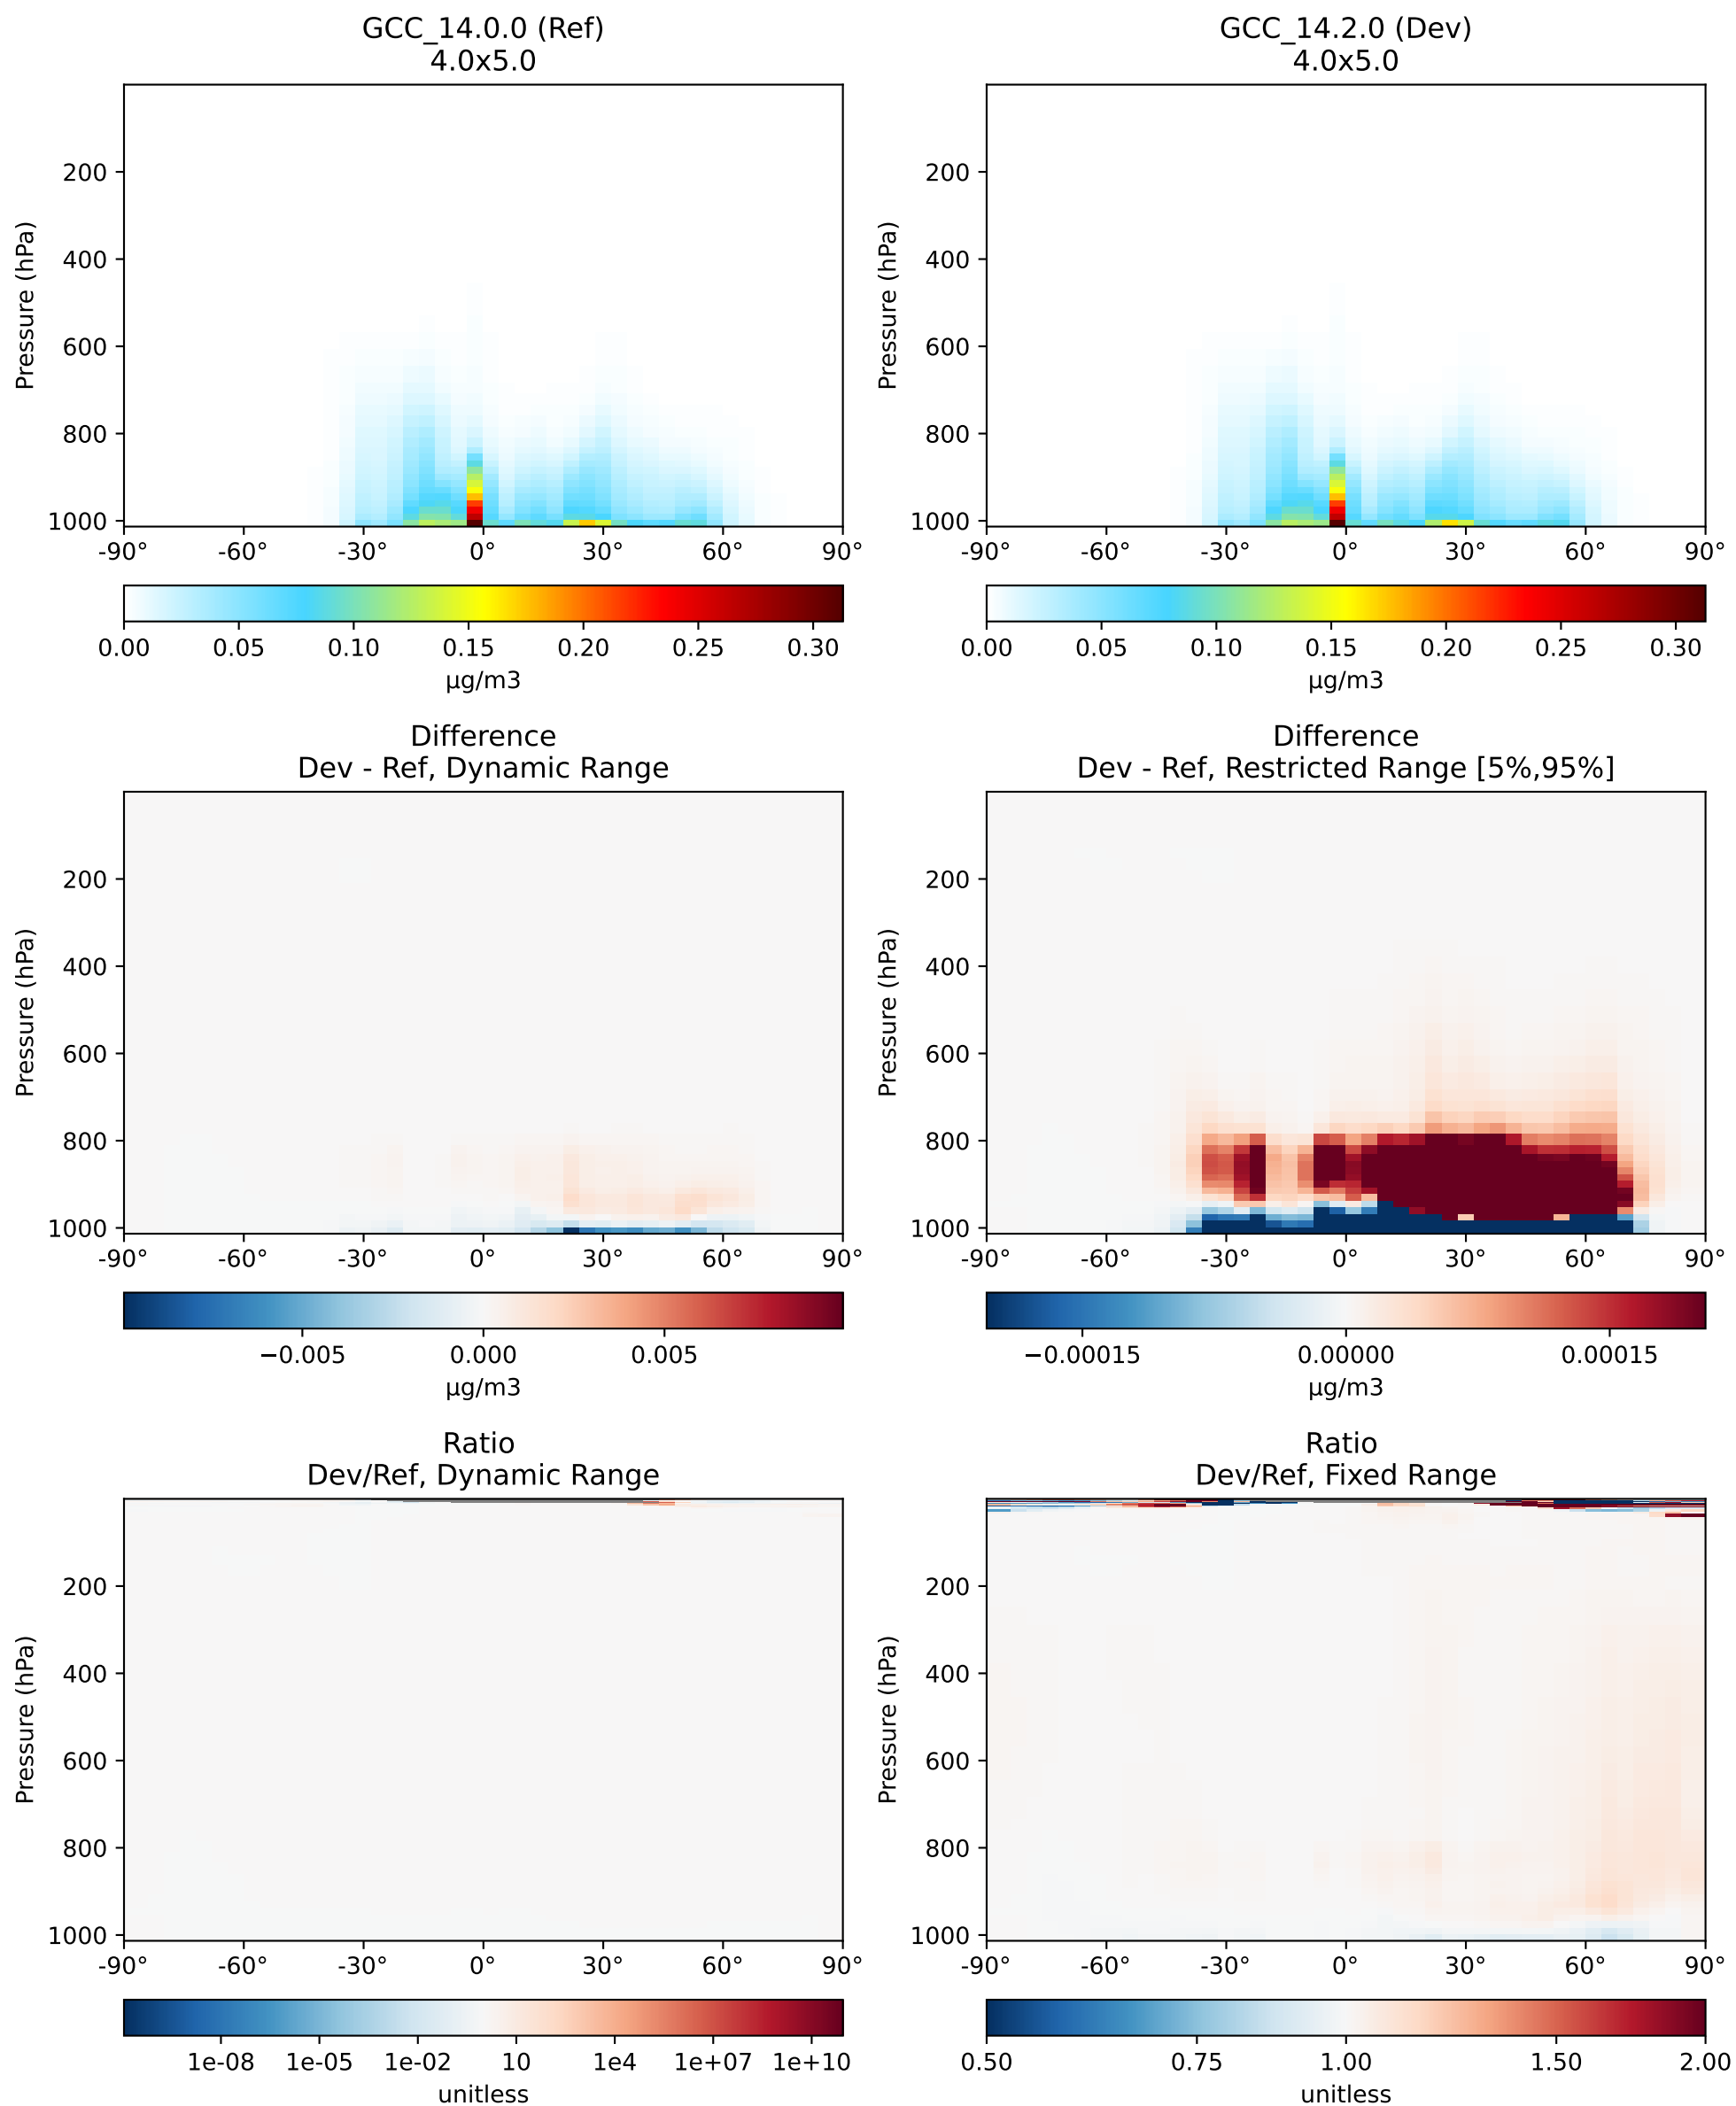 GCC_14.0.0 (Ref)
4.0x5.0
Pressure (hPa)
200
400
600
800
1000
-90° -60° -30° 0° 30° 60° 90°
0.00 0.05 0.10 0.15 0.20 0.25 0.30
μg/m3
GCC_14.2.0 (Dev)
4.0x5.0
Pressure (hPa)
200
400
600
800
1000
-90° -60° -30° 0° 30° 60° 90°
0.00 0.05 0.10 0.15 0.20 0.25 0.30
μg/m3
Difference
Dev - Ref, Dynamic Range
Pressure (hPa)
200
400
600
800
1000
-90° -60° -30° 0° 30° 60° 90°
−0.005 0.000 0.005
μg/m3
Difference
Dev - Ref, Restricted Range [5%,95%]
Pressure (hPa)
200
400
600
800
1000
-90° -60° -30° 0° 30° 60° 90°
−0.00015 0.00000 0.00015
μg/m3
Ratio
Dev/Ref, Dynamic Range
Pressure (hPa)
200
400
600
800
1000
-90° -60° -30° 0° 30° 60° 90°
1e-08 1e-05 1e-02 10 1e+4 1e+07 1e+10
unitless
Ratio
Dev/Ref, Fixed Range
Pressure (hPa)
200
400
600
800
1000
-90° -60° -30° 0° 30° 60° 90°
0.50 0.75 1.00 1.50 2.00
unitless